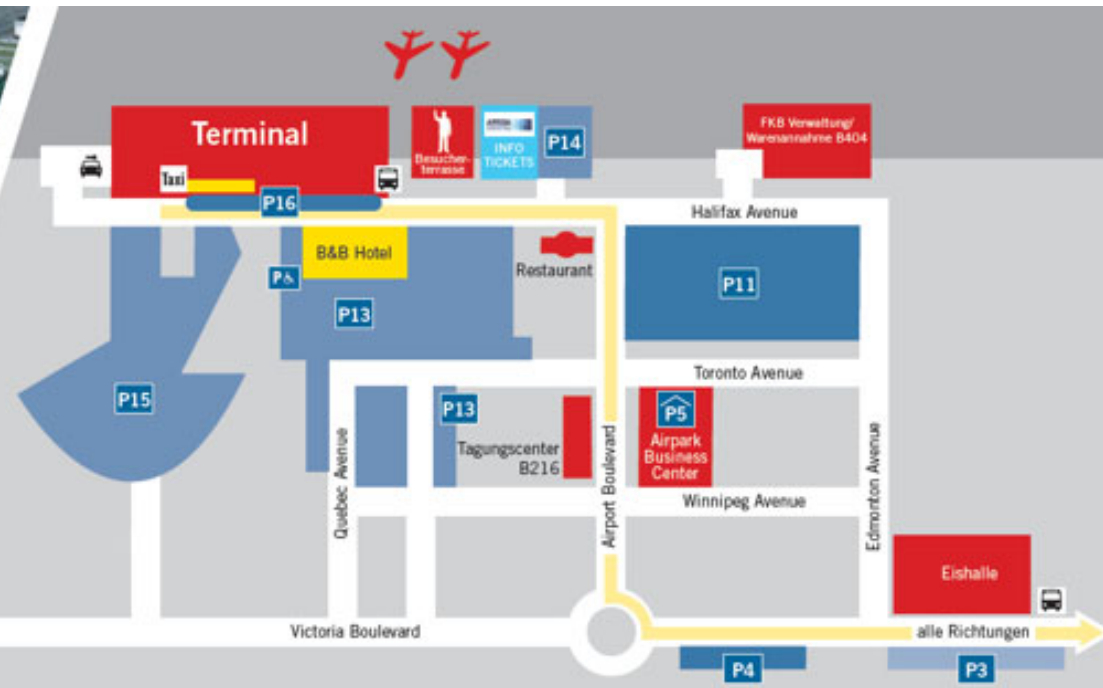 Terminal
Taxi
P16
Besucher-
terrasse
INFO
TICKETS
P14
FKB Verwaltung/
Warenannahme B404
Halifax Avenue
B&B Hotel
P
P13
Restaurant
P11
P15
Toronto Avenue
P13
Tagungscenter
B216
P5
Airpark
Business
Center
Quebec Avenue
Airport Boulevard
Winnipeg Avenue
Edmonton Avenue
Eishalle
Victoria Boulevard
alle Richtungen
P4
P3